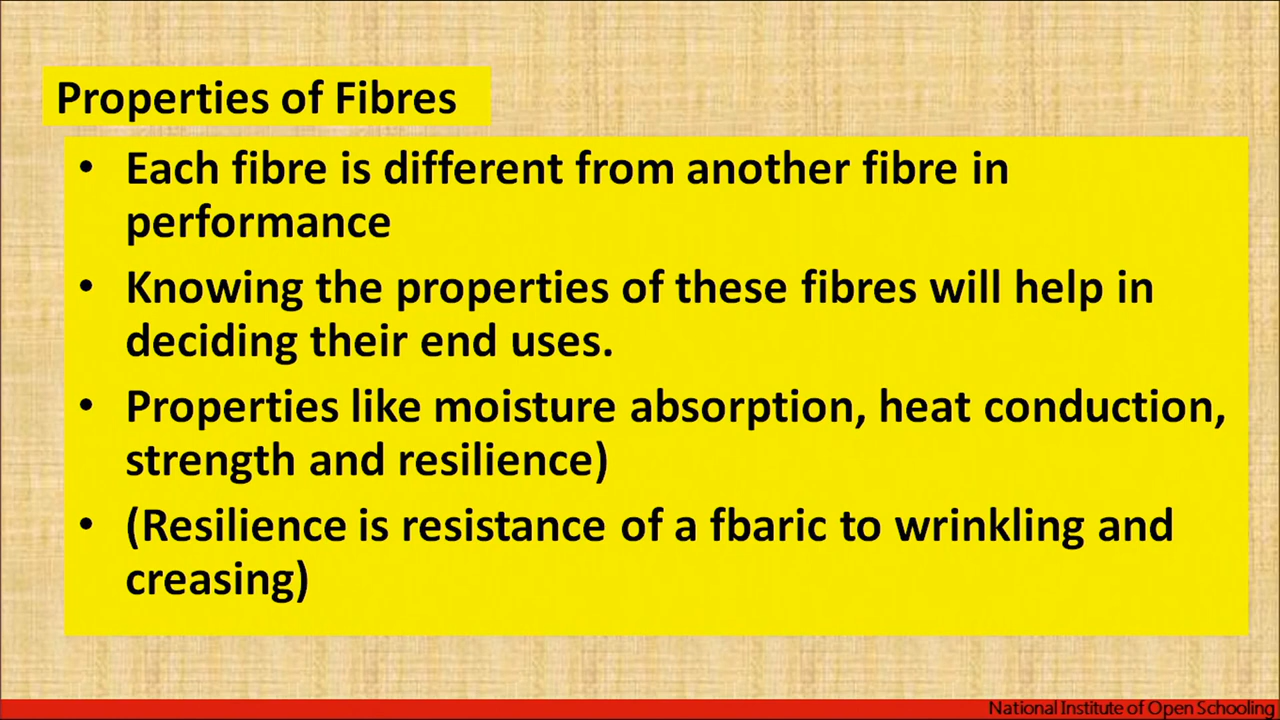 Properties of Fibres
• Each fibre is different from another fibre in
performance
• Knowing the properties of these fibres will help in
deciding their end uses.
• Properties like moisture absorption, heat conduction,
strength and resilience)
• (Resilience is resistance of a fbaric to wrinkling and
creasing)
National Institute of Open Schooling